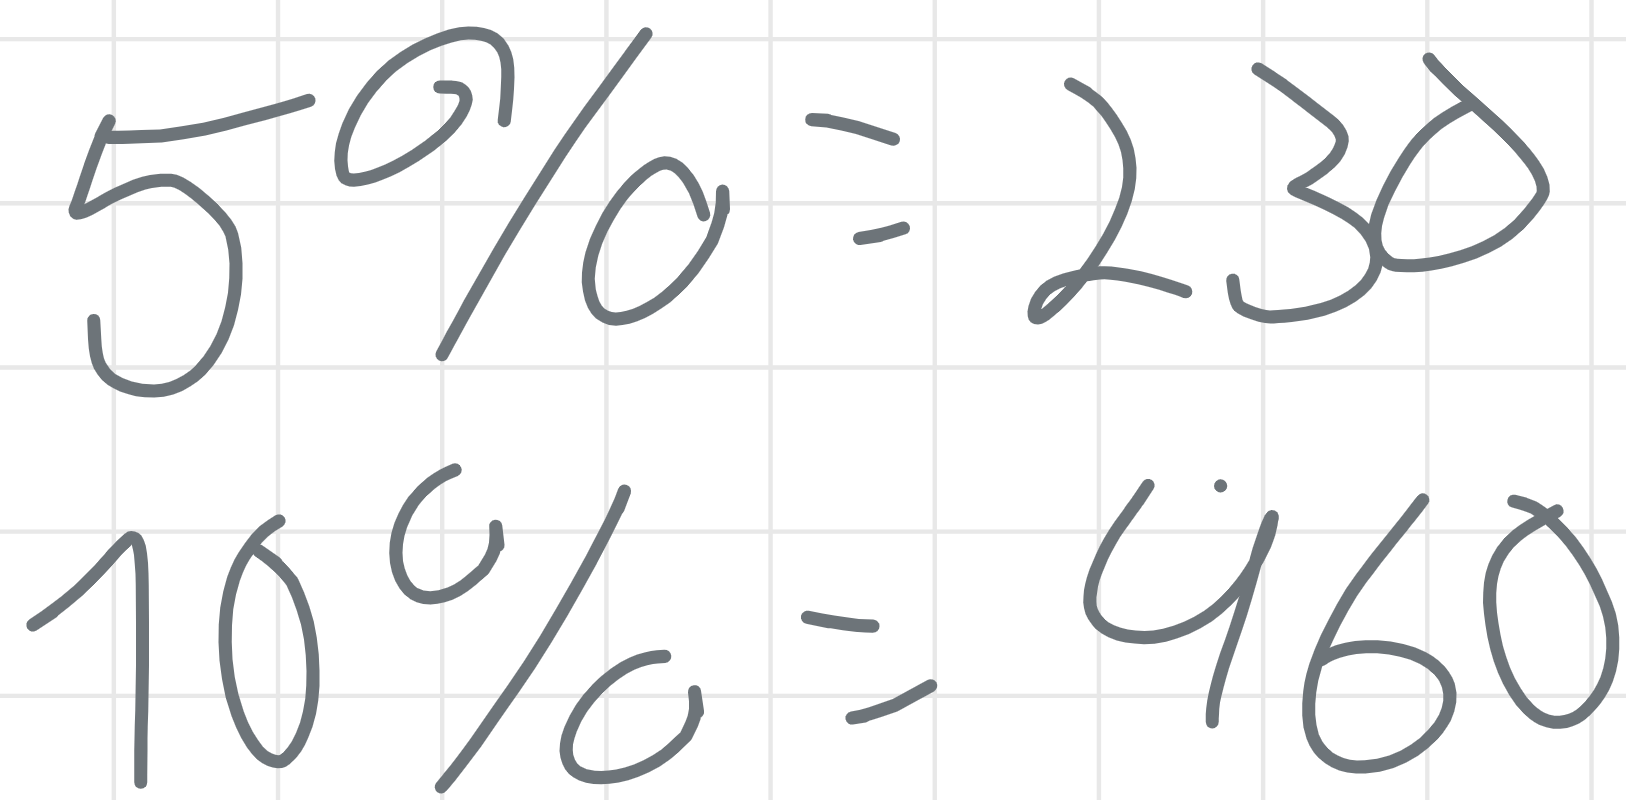 5% = 230
10% = 460